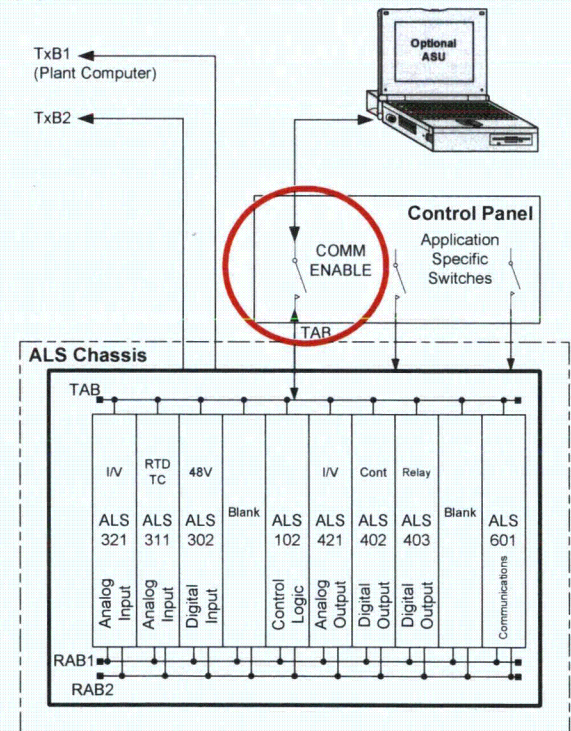 Optional
ASU
TxB1
(Plant Computer)
TxB2
Control Panel
COMM
ENABLE
Application
Specific
Switches
TAB
ALS Chassis
TAB
I/V
ALS
321
Analog
Input
RTD
TC
ALS
311
Analog
Input
48V
ALS
302
Digital
Input
Blank
ALS
102
Control
Logic
I/V
ALS
421
Analog
Output
Cont
ALS
402
Digital
Output
Relay
ALS
403
Digital
Output
Blank
ALS
601
Communications
RAB1
RAB2